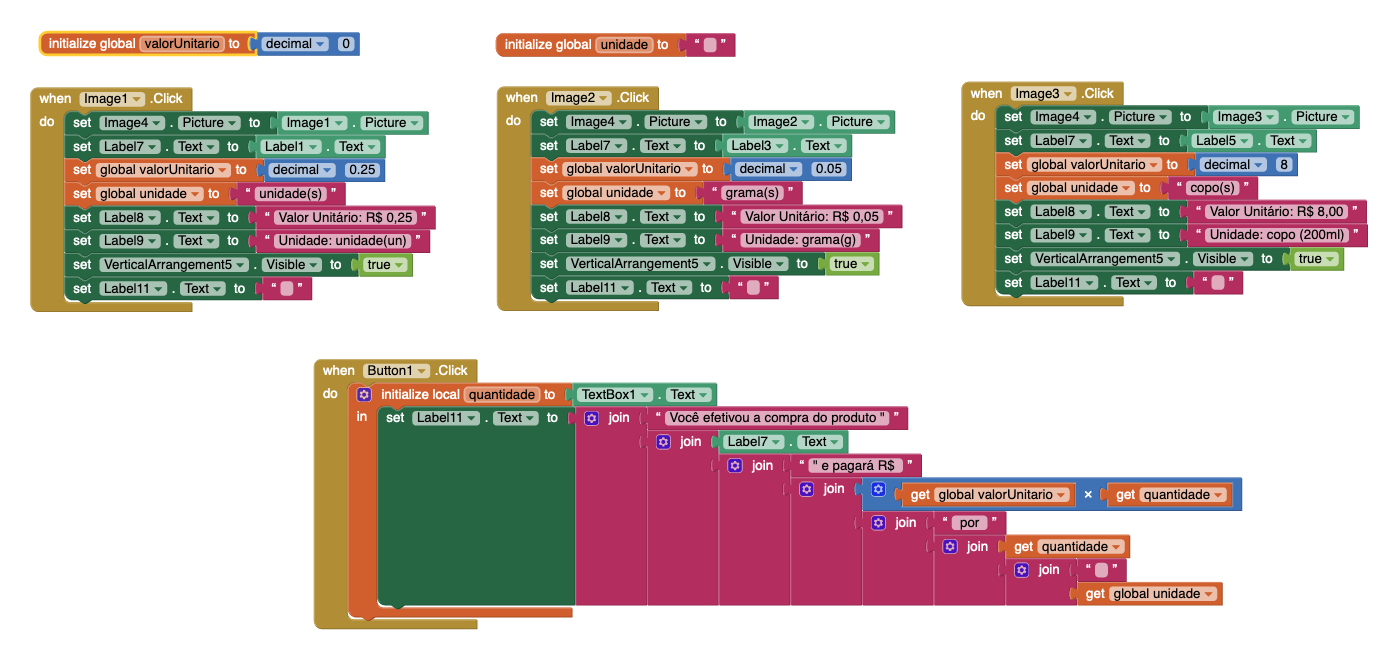 initialize global valorUnitario to decimal 0
initialize global unidade to “ ”
when Image1 .Click
do set Image4 . Picture to Image1 . Picture
set Label7 . Text to Label1 . Text
set global valorUnitario to decimal 0.25
set global unidade to “ unidade(s) ”
set Label8 . Text to “ Valor Unitário: R$ 0,25 ”
set Label9 . Text to “ Unidade: unidade(un) ”
set VerticalArrangement5 . Visible to true
set Label11 . Text to “ ”
when Image2 .Click
do set Image4 . Picture to Image2 . Picture
set Label7 . Text to Label3 . Text
set global valorUnitario to decimal 0.05
set global unidade to “ grama(s) ”
set Label8 . Text to “ Valor Unitário: R$ 0,05 ”
set Label9 . Text to “ Unidade: grama(g) ”
set VerticalArrangement5 . Visible to true
set Label11 . Text to “ ”
when Image3 .Click
do set Image4 . Picture to Image3 . Picture
set Label7 . Text to Label5 . Text
set global valorUnitario to decimal 8
set global unidade to “ copo(s) ”
set Label8 . Text to “ Valor Unitário: R$ 8,00 ”
set Label9 . Text to “ Unidade: copo (200ml) ”
set VerticalArrangement5 . Visible to true
set Label11 . Text to “ ”
when Button1 .Click
do initialize local quantidade to TextBox1 . Text
in set Label11 . Text to join “ Você efetivou a compra do produto " ”
join Label7 . Text
join “ " e pagará R$ ”
join get global valorUnitario × get quantidade
join “ por ”
join get quantidade
join “ ”
get global unidade